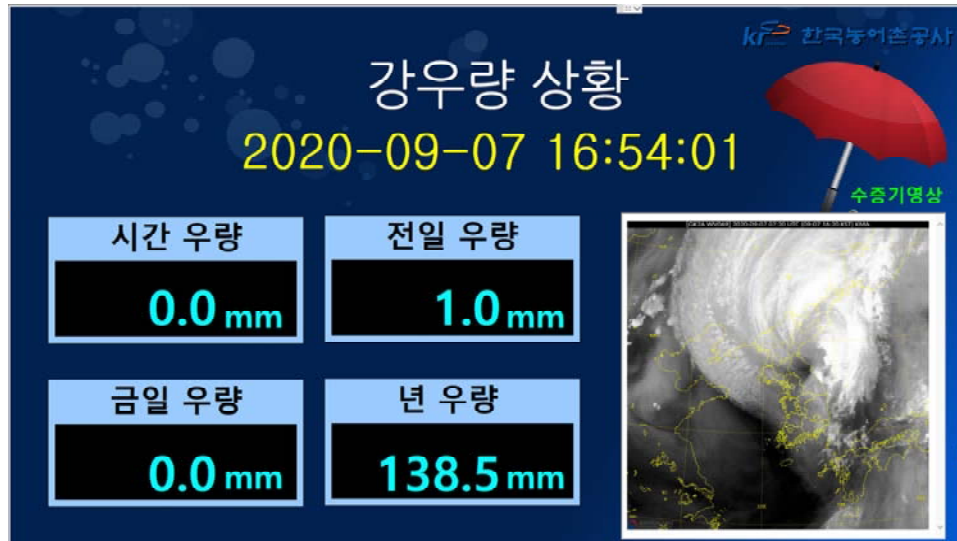 한국농어촌공사
강우량 상황
2020-09-07 16:54:01
수증기영상
시간 우량
0.0 mm
전일 우량
1.0 mm
금일 우량
0.0 mm
년 우량
138.5 mm